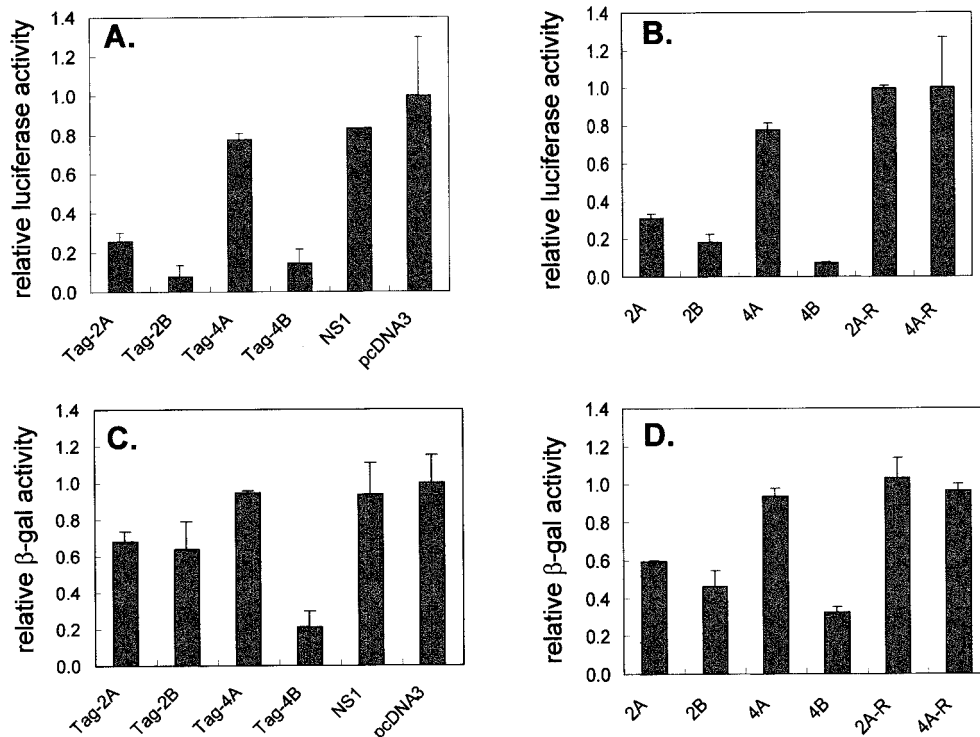 A.
relative luciferase activity
1.4
1.2
1.0
0.8
0.6
0.4
0.2
0.0
Tag-2A
Tag-2B
Tag-4A
Tag-4B
NS1
pcDNA3
B.
relative luciferase activity
1.4
1.2
1.0
0.8
0.6
0.4
0.2
0.0
2A
2B
4A
4B
2A-R
4A-R
C.
relative β-gal activity
1.4
1.2
1.0
0.8
0.6
0.4
0.2
0.0
Tag-2A
Tag-2B
Tag-4A
Tag-4B
NS1
pcDNA3
D.
relative β-gal activity
1.4
1.2
1.0
0.8
0.6
0.4
0.2
0.0
2A
2B
4A
4B
2A-R
4A-R